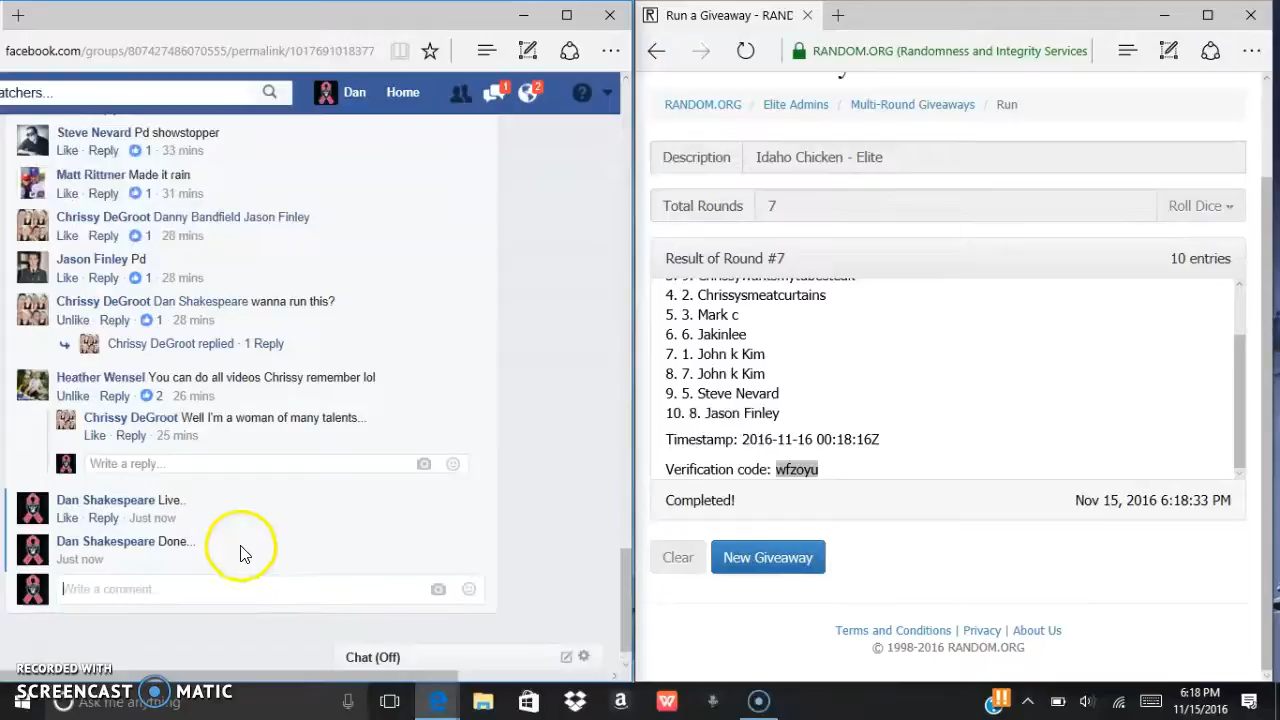 Run a Giveaway - RAND
facebook.com/groups/807427486070555/permalink/1017691018377
RANDOM.ORG (Randomness and Integrity Services
atchers...
Dan
Home
1
2
Steve Nevard Pd showstopper
Like · Reply · 1 · 33 mins
Matt Rittmer Made it rain
Like · Reply · 1 · 31 mins
Chrissy DeGroot Danny Bandfield Jason Finley
Like · Reply · 1 · 28 mins
Jason Finley Pd
Like · Reply · 1 · 28 mins
Chrissy DeGroot Dan Shakespeare wanna run this?
Unlike · Reply · 1 · 28 mins
Chrissy DeGroot replied · 1 Reply
Heather Wensel You can do all videos Chrissy remember lol
Unlike · Reply · 2 · 26 mins
Chrissy DeGroot Well I'm a woman of many talents...
Like · Reply · 25 mins
Write a reply...
Dan Shakespeare Live..
Like · Reply · Just now
Dan Shakespeare Done...
Just now
Write a comment...
Chat (Off)
RANDOM.ORG / Elite Admins / Multi-Round Giveaways / Run
Description Idaho Chicken - Elite
Total Rounds 7 Roll Dice
Result of Round #7 10 entries
4. 2. Chrissysmeatcurtains
5. 3. Mark c
6. 6. Jakinlee
7. 1. John k Kim
8. 7. John k Kim
9. 5. Steve Nevard
10. 8. Jason Finley
Timestamp: 2016-11-16 00:18:16Z
Verification code: wfzoyu
Completed! Nov 15, 2016 6:18:33 PM
Clear New Giveaway
Terms and Conditions | Privacy | About Us
© 1998-2016 RANDOM.ORG
RECORDED WITH
SCREENCAST MATIC
Ask me anything
6:18 PM
11/15/2016